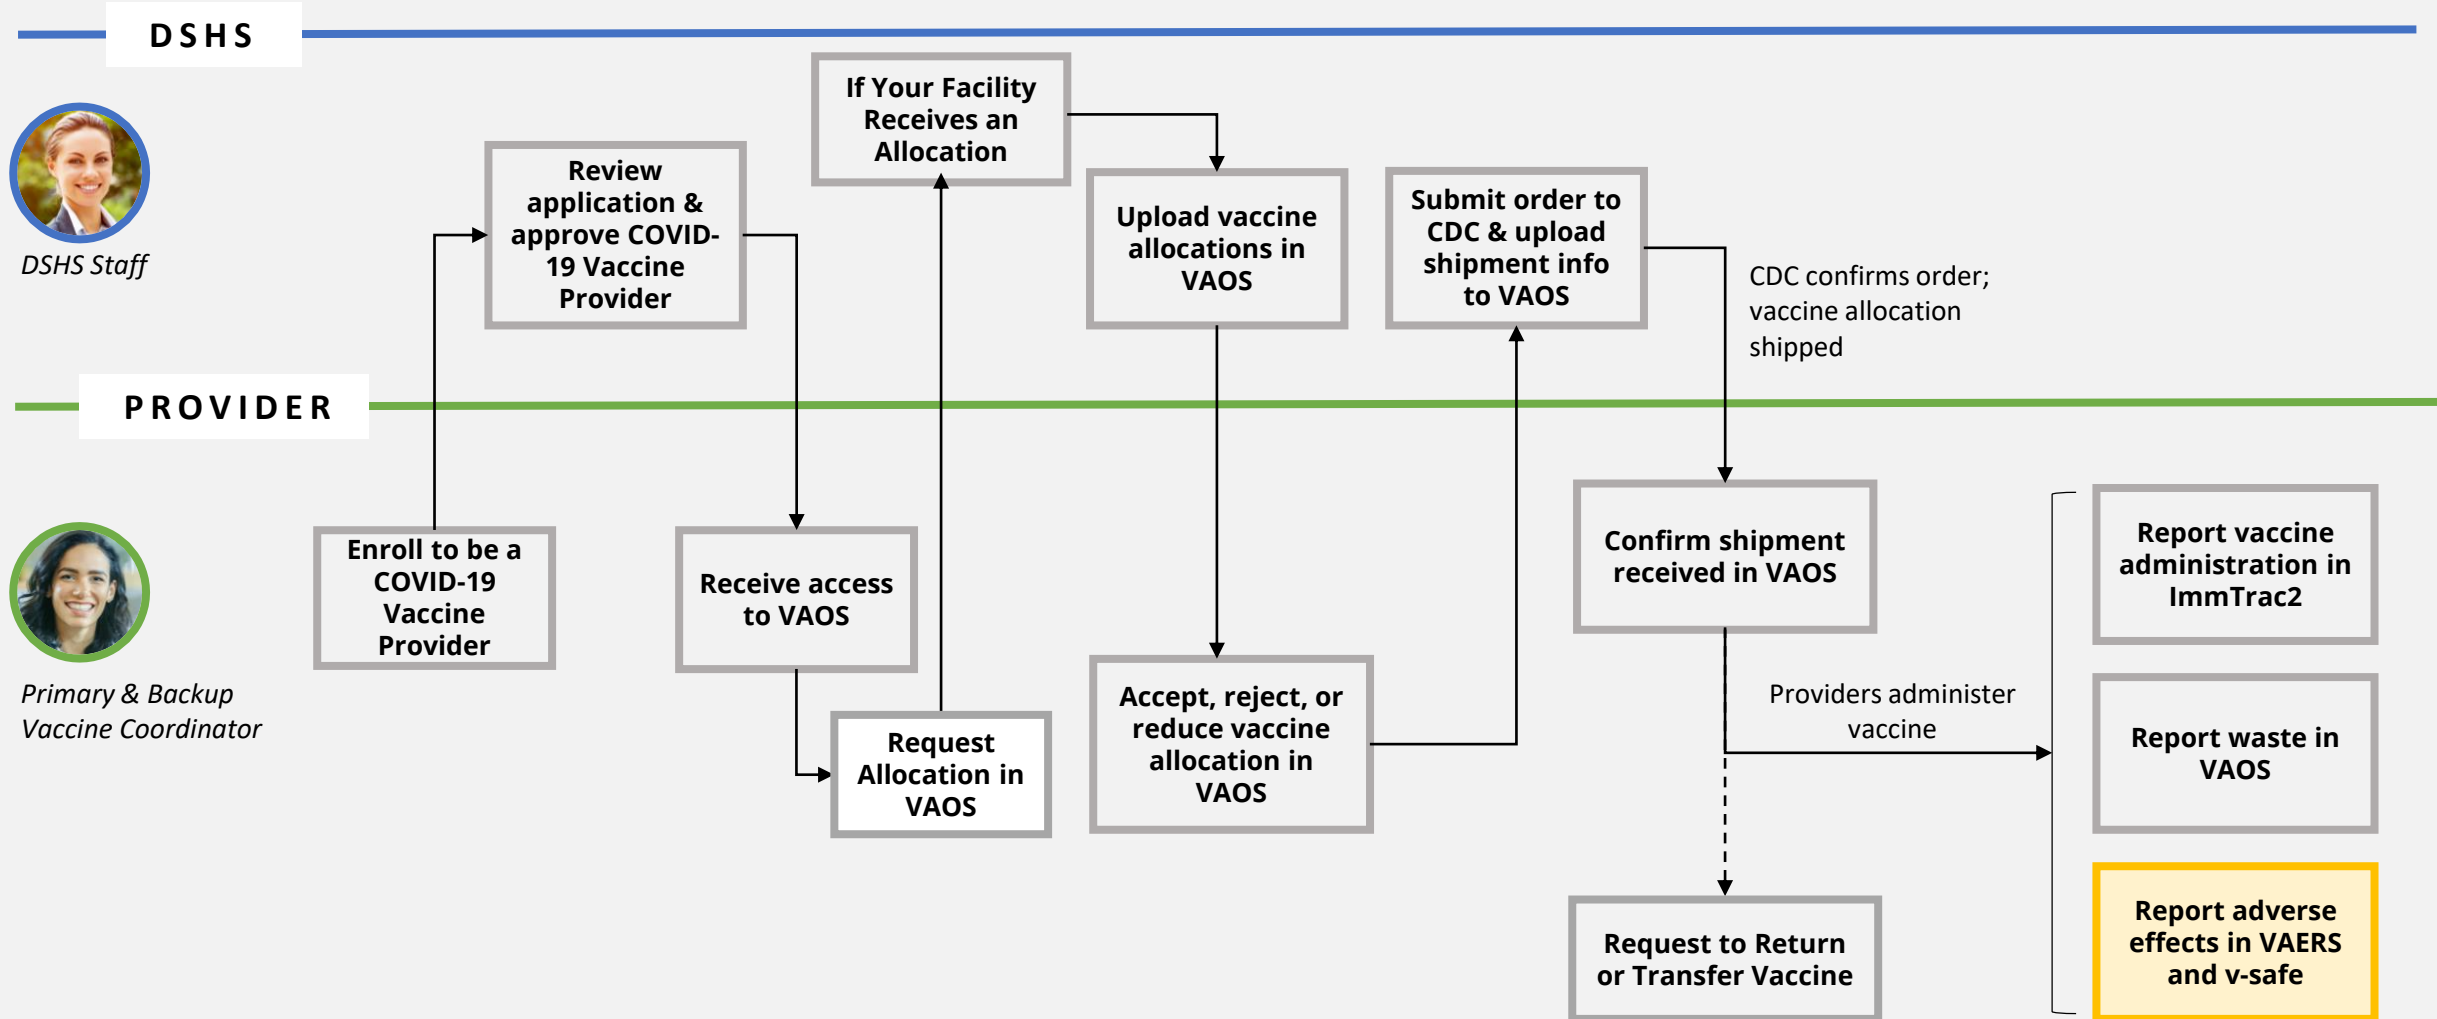 DSHS
DSHS Staff
If Your Facility
Receives an
Allocation
Review
application &
approve COVID-
19 Vaccine
Provider
Upload vaccine
allocations in
VAOS
Submit order to
CDC & upload
shipment info
to VAOS
CDC confirms order;
vaccine allocation
shipped
PROVIDER
Primary & Backup
Vaccine Coordinator
Enroll to be a
COVID-19
Vaccine
Provider
Receive access
to VAOS
Request
Allocation in
VAOS
Accept, reject, or
reduce vaccine
allocation in
VAOS
Confirm shipment
received in VAOS
Providers administer
vaccine
Request to Return
or Transfer Vaccine
Report vaccine
administration in
ImmTrac2
Report waste in
VAOS
Report adverse
effects in VAERS
and v-safe